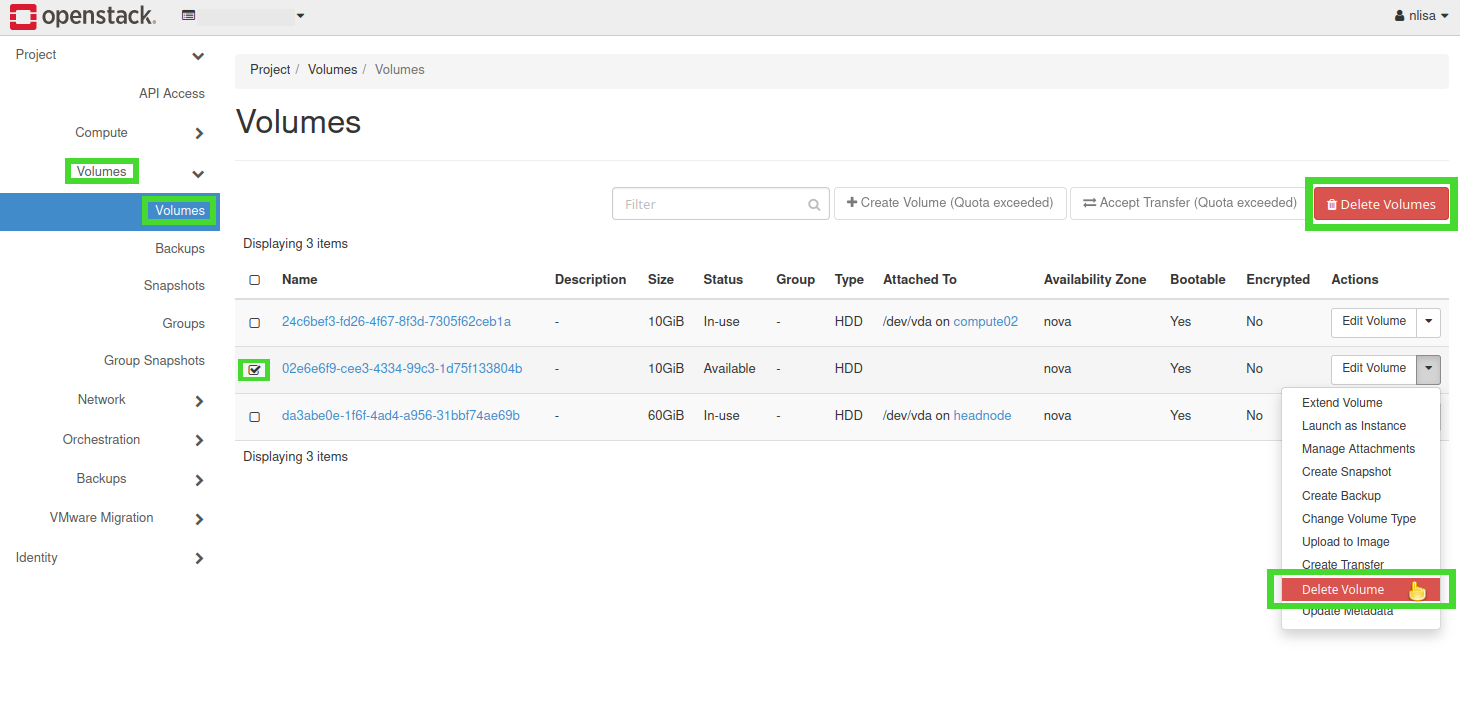 openstack. nlisa
Project
API Access
Compute
Volumes
Volumes
Backups
Snapshots
Groups
Group Snapshots
Network
Orchestration
Backups
VMware Migration
Identity
Project / Volumes / Volumes
Volumes
Filter Create Volume (Quota exceeded) Accept Transfer (Quota exceeded) Delete Volumes
Displaying 3 items
Name Description Size Status Group Type Attached To Availability Zone Bootable Encrypted Actions
24c6bef3-fd26-4f67-8f3d-7305f62ceb1a - 10GiB In-use - HDD /dev/vda on compute02 nova Yes No Edit Volume
02e6e6f9-cee3-4334-99c3-1d75f133804b - 10GiB Available - HDD nova Yes No Edit Volume
da3abe0e-1f6f-4ad4-a956-31bbf74ae69b - 60GiB In-use - HDD /dev/vda on headnode nova Yes No
Displaying 3 items
Extend Volume
Launch as Instance
Manage Attachments
Create Snapshot
Create Backup
Change Volume Type
Upload to Image
Create Transfer
Delete Volume
Update Metadata